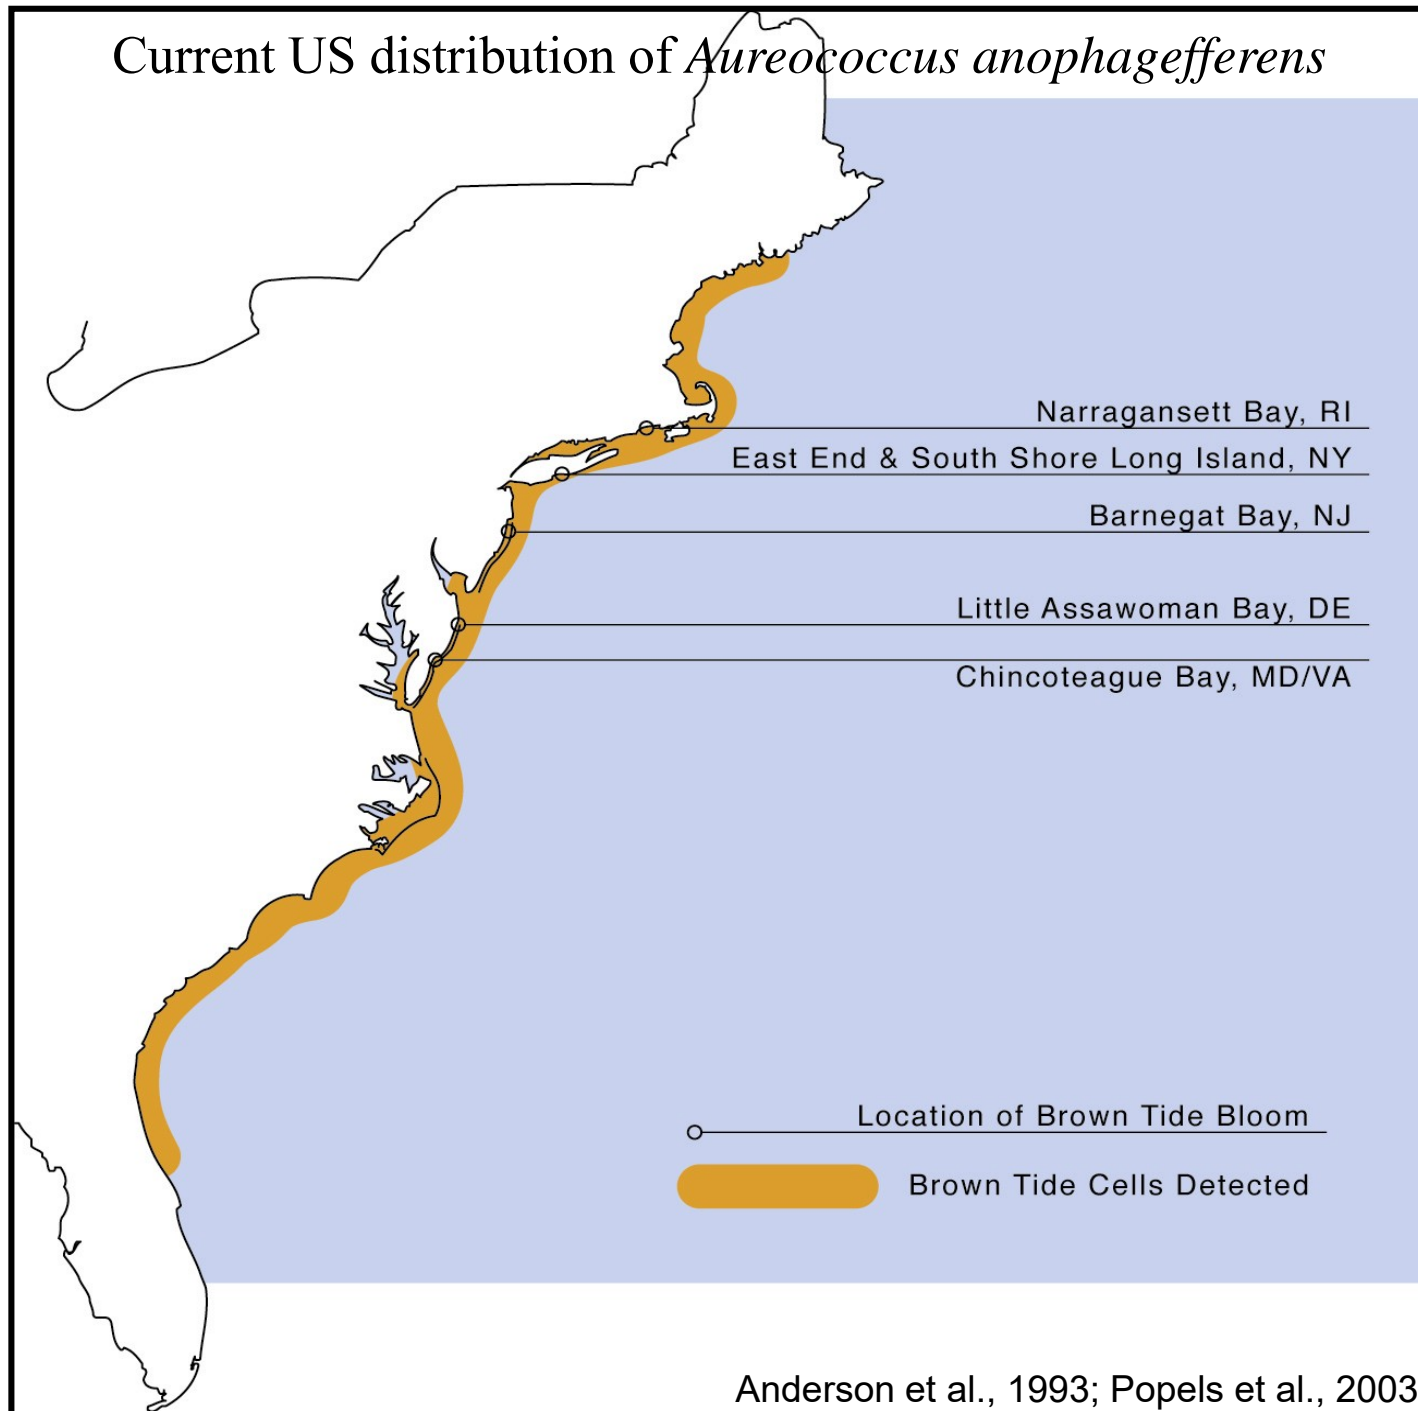 Current US distribution of Aureococcus anophagefferens
Narragansett Bay, RI
East End & South Shore Long Island, NY
Barnegat Bay, NJ
Little Assawoman Bay, DE
Chincoteague Bay, MD/VA
Location of Brown Tide Bloom
Brown Tide Cells Detected
Anderson et al., 1993; Popels et al., 2003